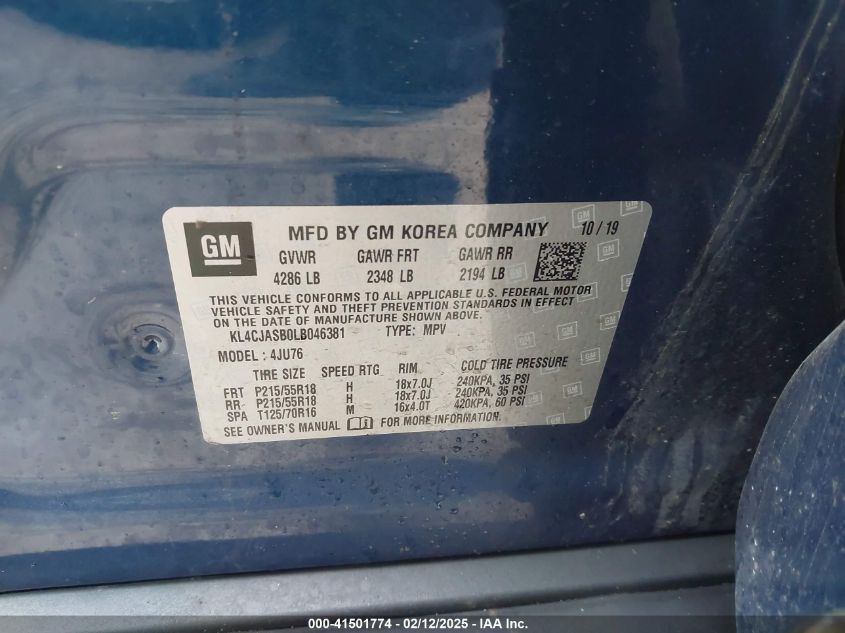 GM
MFD BY GM KOREA COMPANY 10/19
GVWR GAWR FRT GAWR RR
4286 LB 2348 LB 2194 LB
THIS VEHICLE CONFORMS TO ALL APPLICABLE U.S. FEDERAL MOTOR
VEHICLE SAFETY AND THEFT PREVENTION STANDARDS IN EFFECT
ON THE DATE OF MANUFACTURE SHOWN ABOVE.
KL4CJASB0LB046381 TYPE: MPV
MODEL: 4JU76
TIRE SIZE SPEED RTG RIM COLD TIRE PRESSURE
FRT P215/55R18 H 18x7.0J 240KPA, 35 PSI
RR P215/55R18 H 18x7.0J 240KPA, 35 PSI
SPA T125/70R16 M 16x4.0T 420KPA, 60 PSI
SEE OWNER'S MANUAL FOR MORE INFORMATION.
000-41501774 - 02/12/2025 - iaai.com